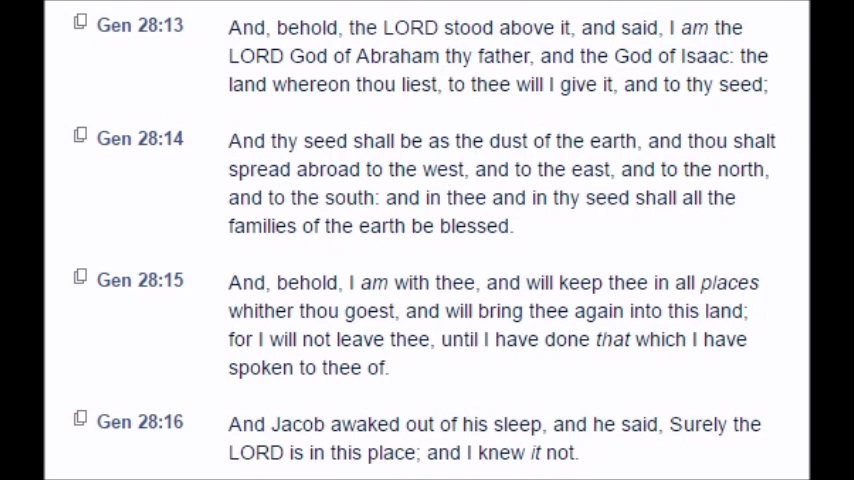 Gen 28:13 And, behold, the LORD stood above it, and said, I am the
LORD God of Abraham thy father, and the God of Isaac: the
land whereon thou liest, to thee will I give it, and to thy seed;
Gen 28:14 And thy seed shall be as the dust of the earth, and thou shalt
spread abroad to the west, and to the east, and to the north,
and to the south: and in thee and in thy seed shall all the
families of the earth be blessed.
Gen 28:15 And, behold, I am with thee, and will keep thee in all places
whither thou goest, and will bring thee again into this land;
for I will not leave thee, until I have done that which I have
spoken to thee of.
Gen 28:16 And Jacob awaked out of his sleep, and he said, Surely the
LORD is in this place; and I knew it not.